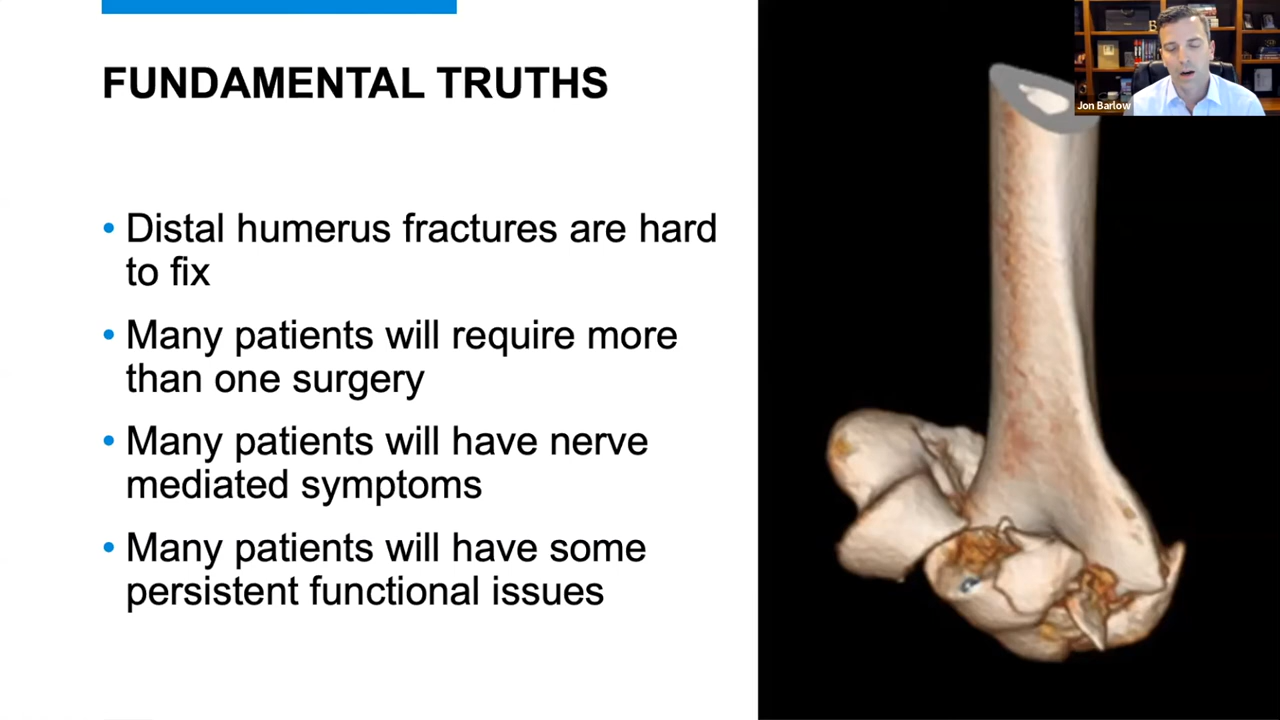 FUNDAMENTAL TRUTHS
Jon Barlow
• Distal humerus fractures are hard
to fix
• Many patients will require more
than one surgery
• Many patients will have nerve
mediated symptoms
• Many patients will have some
persistent functional issues